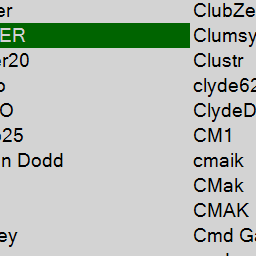 er
ER
er20
o
O
o25
n Dodd
ey
ClubZe
Clumsy
Clustr
clyde62
ClydeD
CM1
cmaik
CMak
CMAK
Cmd Ga